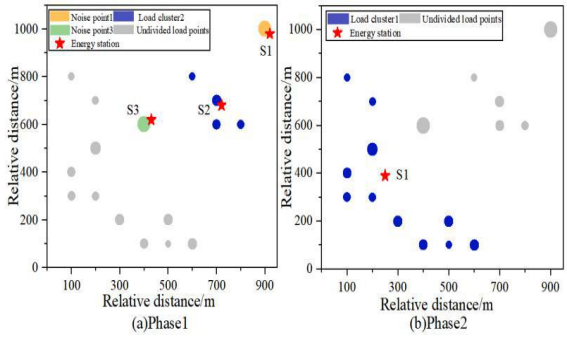 Noise point1 Load cluster2
Noise point3 Undivided load points
Energy station
S1
S2
S3
Relative distance/m
1000
800
600
400
200
0
100 300 500 700 900
Relative distance/m
(a)Phase1
Load cluster1 Undivided load points
Energy station
S1
Relative distance/m
1000
800
600
400
200
0
100 300 500 700 900
Relative distance/m
(b)Phase2